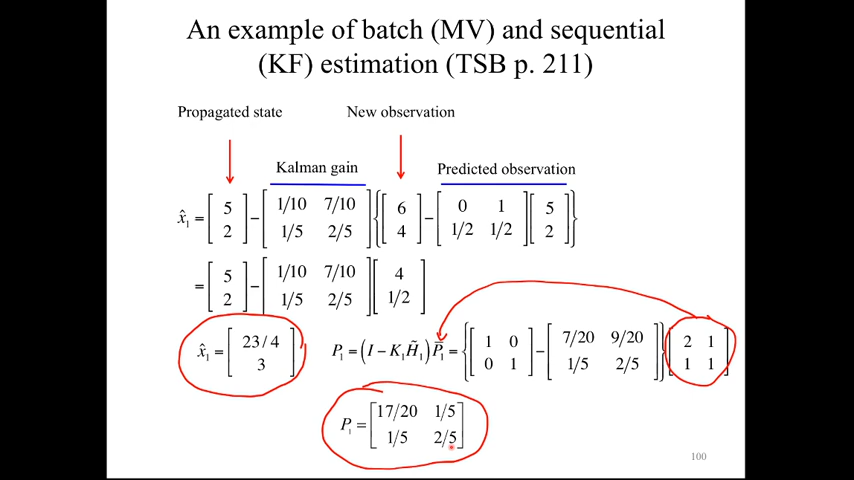 An example of batch (MV) and sequential
(KF) estimation (TSB p. 211)
Propagated state New observation
Kalman gain Predicted observation
x̂₁ = [5; 2] − [1/10 7/10; 1/5 2/5] {[6; 4] − [0 1; 1/2 1/2] [5; 2]}
= [5; 2] − [1/10 7/10; 1/5 2/5] [4; 1/2]
x̂₁ = [23/4; 3] P₁ = (I − K₁H̃₁)P̄₁ = {[1 0; 0 1] − [7/20 9/20; 1/5 2/5]} [2 1; 1 1]
P₁ = [17/20 1/5; 1/5 2/5]
100